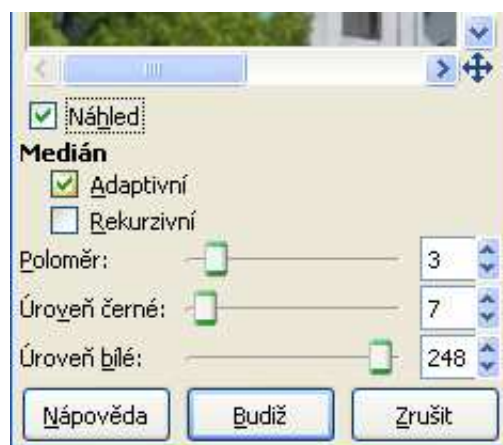 Náhled
Medián
Adaptivní
Rekurzivní
Poloměr: 3
Úroveň černé: 7
Úroveň bílé: 248
Nápověda Budiž Zrušit